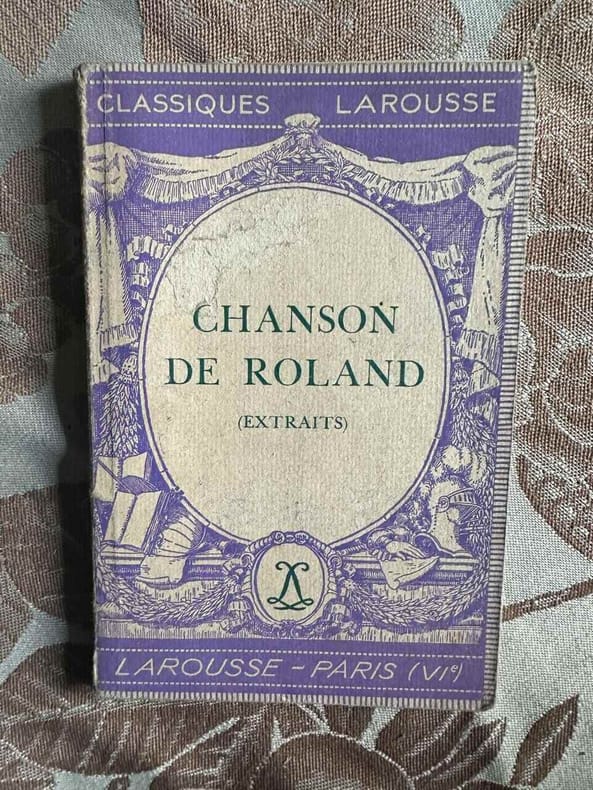 CLASSIQUES LAROUSSE
CHANSON
DE ROLAND
(EXTRAITS)
LAROUSSE - PARIS (VIe)